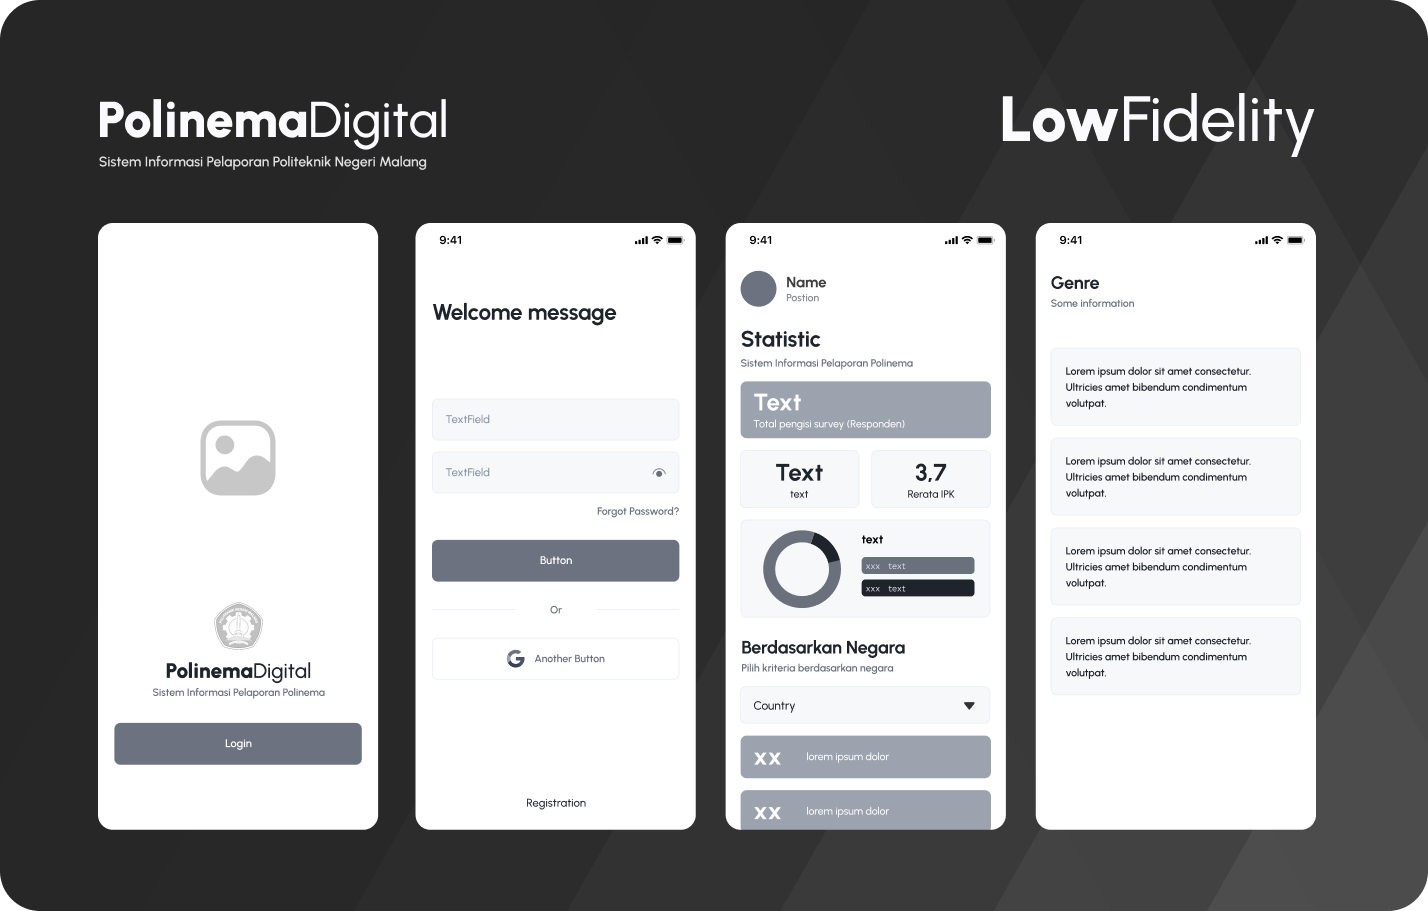 PolinemaDigital
Sistem Informasi Pelaporan Politeknik Negeri Malang
LowFidelity
PolinemaDigital
Sistem Informasi Pelaporan Polinema
Login
9:41
Welcome message
TextField
TextField
Forgot Password?
Button
Or
Another Button
Registration
9:41
Name
Postion
Statistic
Sistem Informasi Pelaporan Polinema
Text
Total pengisi survey (Responden)
Text
text
3,7
Rerata IPK
text
xxx text
xxx text
Berdasarkan Negara
Pilih kriteria berdasarkan negara
Country
xx lorem ipsum dolor
xx lorem ipsum dolor
9:41
Genre
Some information
Lorem ipsum dolor sit amet consectetur.
Ultricies amet bibendum condimentum
volutpat.
Lorem ipsum dolor sit amet consectetur.
Ultricies amet bibendum condimentum
volutpat.
Lorem ipsum dolor sit amet consectetur.
Ultricies amet bibendum condimentum
volutpat.
Lorem ipsum dolor sit amet consectetur.
Ultricies amet bibendum condimentum
volutpat.